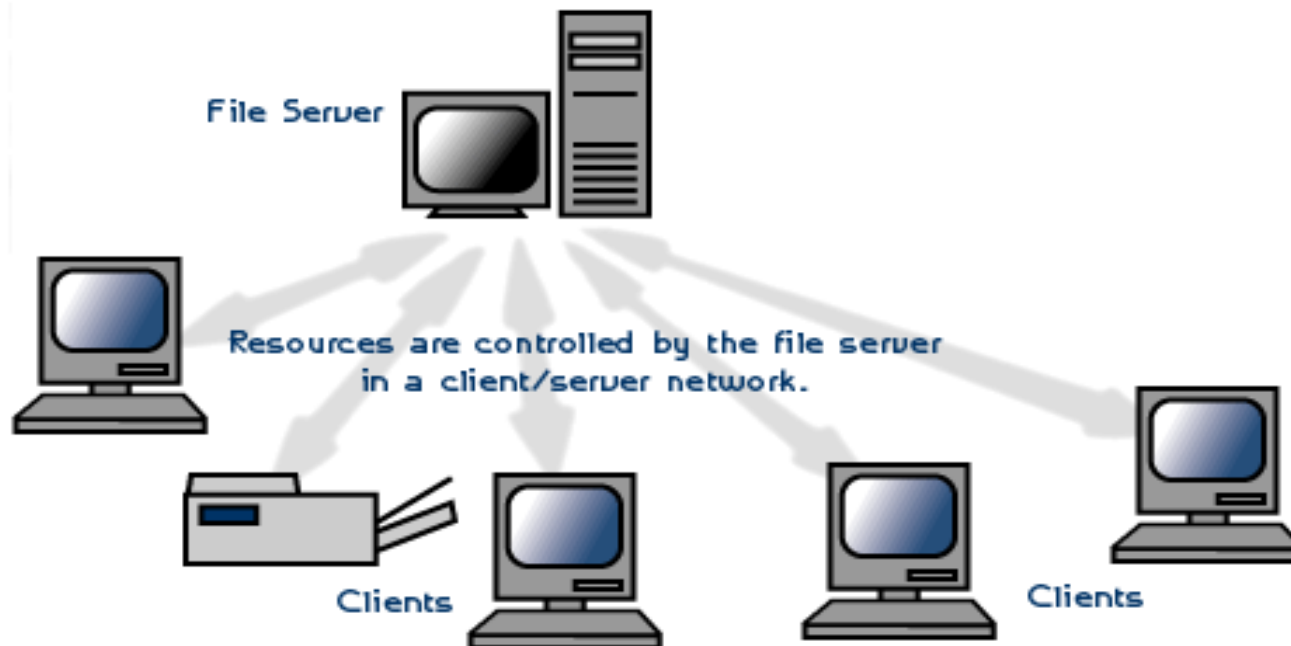 File Server
Resources are controlled by the file server
in a client/server network.
Clients
Clients